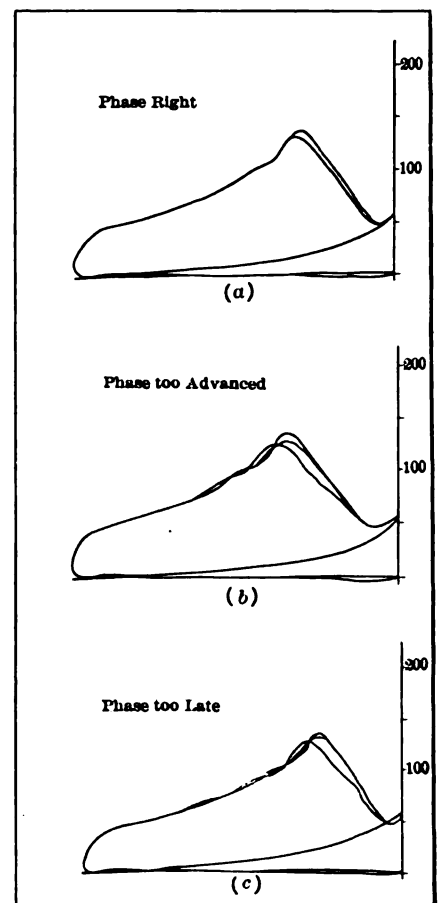 200
Phase Right
100
(a)
200
Phase too Advanced
100
(b)
200
Phase too Late
100
(c)